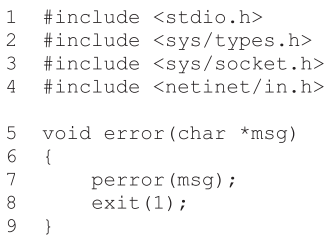 1 #include <stdio.h>
2 #include <sys/types.h>
3 #include <sys/socket.h>
4 #include <netinet/in.h>
5 void error(char *msg)
6 {
7     perror(msg);
8     exit(1);
9 }